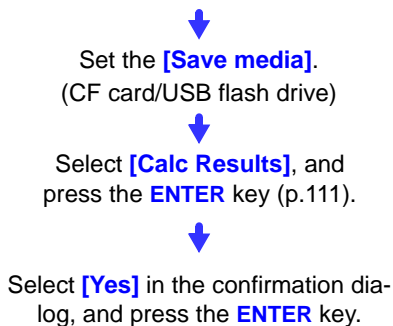 Set the [Save media].
(CF card/USB flash drive)
Select [Calc Results], and
press the ENTER key (p.111).
Select [Yes] in the confirmation dia-
log, and press the ENTER key.